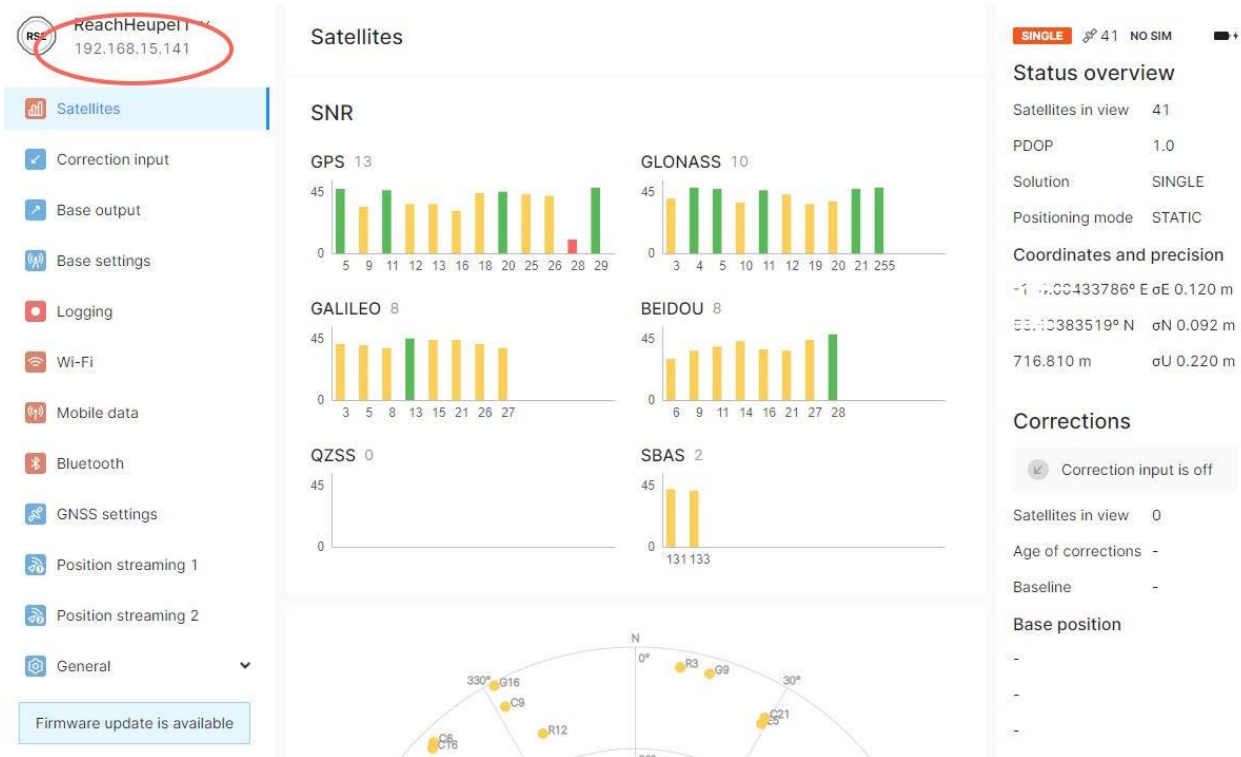 RS2
192.168.15.141
Satellites
Correction input
Base output
Base settings
Logging
Wi-Fi
Mobile data
Bluetooth
GNSS settings
Position streaming 1
Position streaming 2
General
Firmware update is available
Satellites
SNR
GPS 13
45
0
5 9 11 12 13 16 18 20 25 26 28 29
GLONASS 10
45
0
3 4 5 10 11 12 19 20 21 255
GALILEO 8
45
0
3 5 8 13 15 21 26 27
BEIDOU 8
45
0
6 9 11 14 16 21 27 28
QZSS 0
45
0
SBAS 2
45
0
131 133
N
0°
330°
30°
G16
C9
R12
R3
G9
C21
E5
C6
C16
SINGLE 41 NO SIM
Status overview
Satellites in view 41
PDOP 1.0
Solution SINGLE
Positioning mode STATIC
Coordinates and precision
E σE 0.120 m
N σN 0.092 m
716.810 m σU 0.220 m
Corrections
Correction input is off
Satellites in view 0
Age of corrections -
Baseline -
Base position
-
-
-